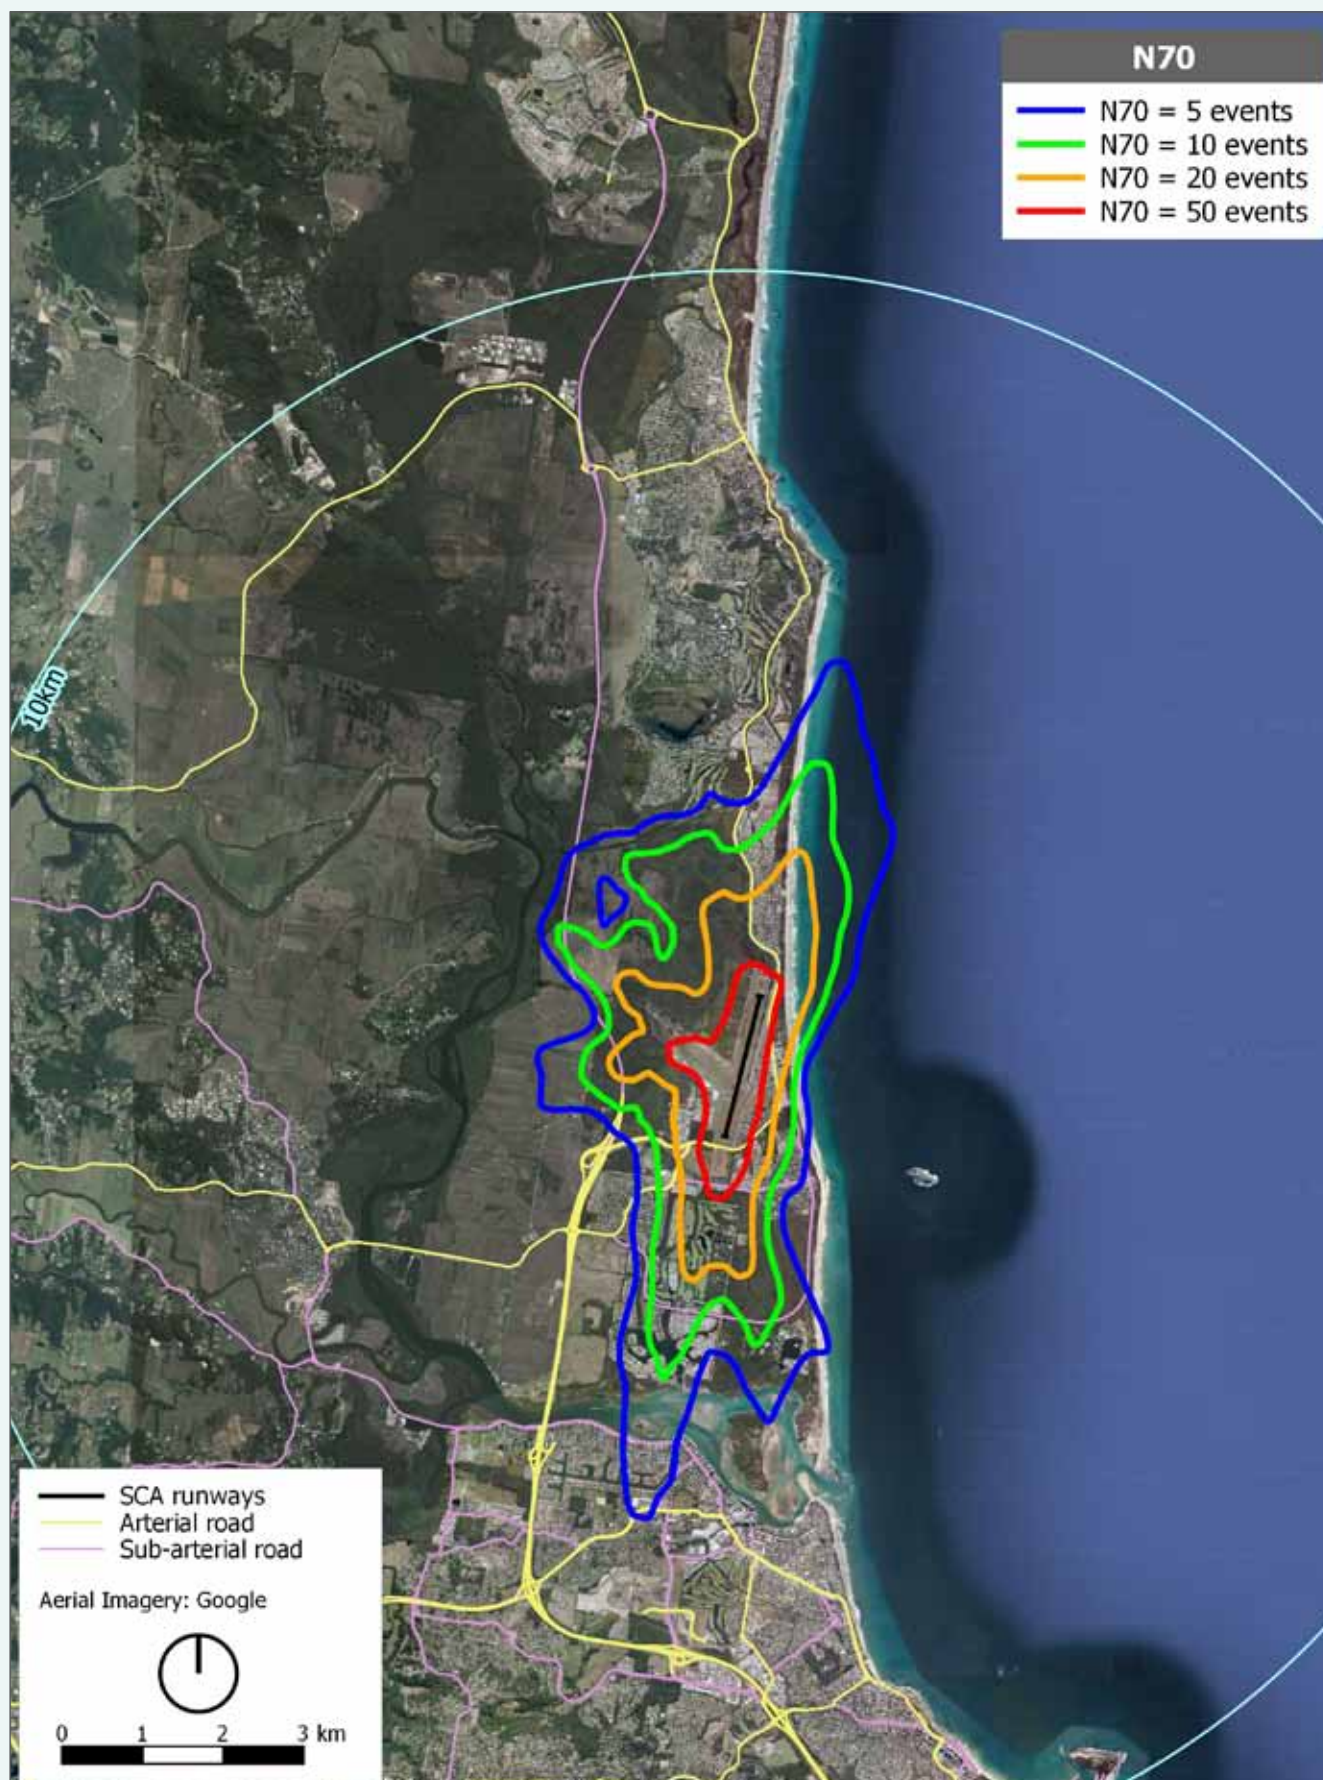 N70
N70 = 5 events
N70 = 10 events
N70 = 20 events
N70 = 50 events
10km
SCA runways
Arterial road
Sub-arterial road
Aerial Imagery: Google
0 1 2 3 km